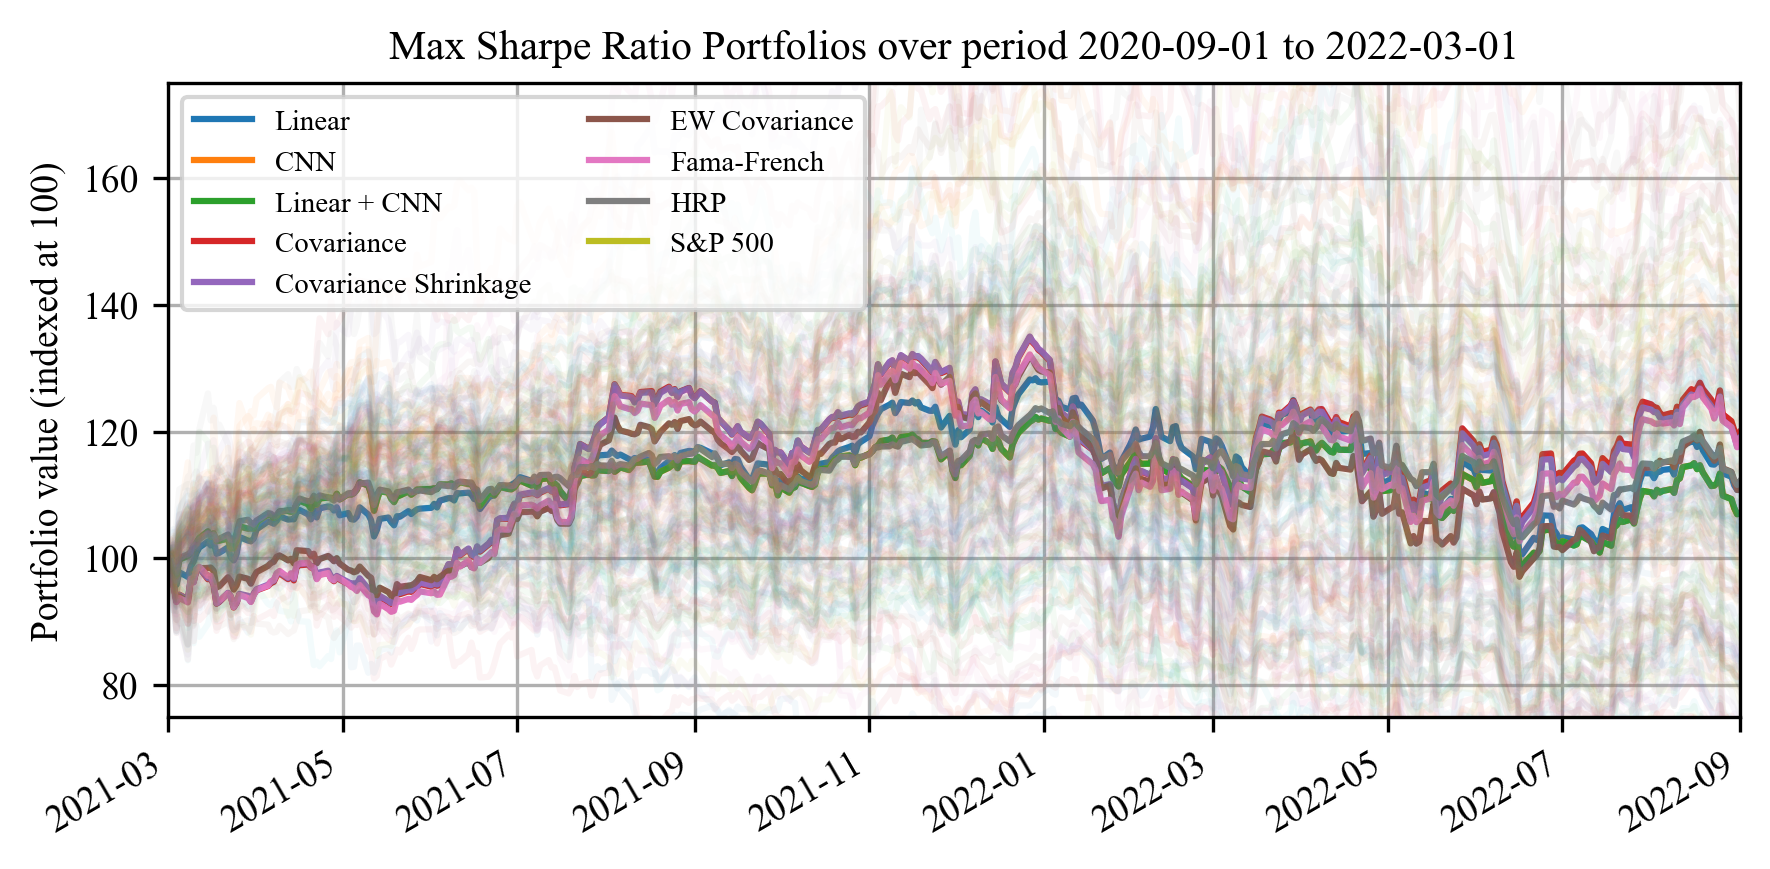 Max Sharpe Ratio Portfolios over period 2020-09-01 to 2022-03-01
Portfolio value (indexed at 100)
160
140
120
100
80
Linear
CNN
Linear + CNN
Covariance
Covariance Shrinkage
EW Covariance
Fama-French
HRP
S&P 500
2021-03
2021-05
2021-07
2021-09
2021-11
2022-01
2022-03
2022-05
2022-07
2022-09